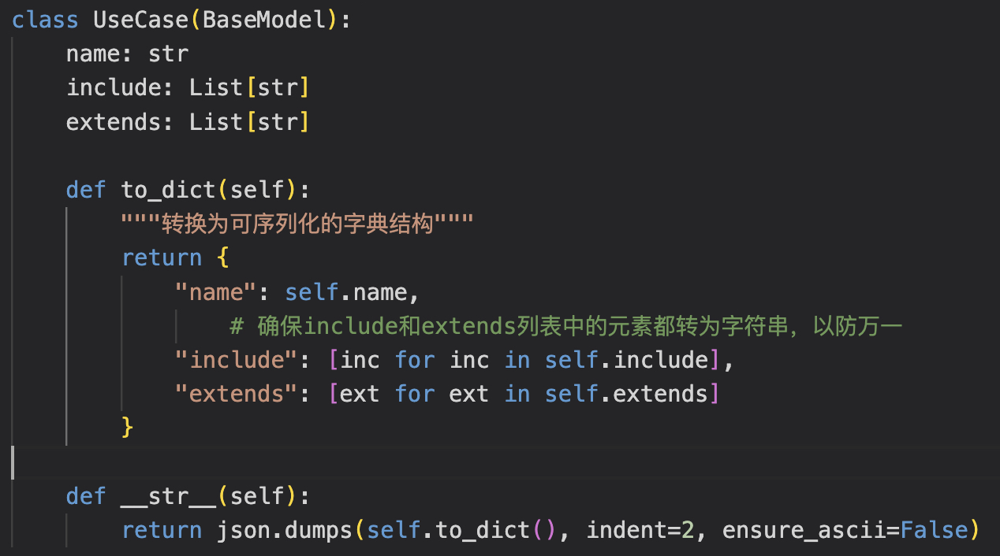 class UseCase(BaseModel):
    name: str
    include: List[str]
    extends: List[str]

    def to_dict(self):
        """转换为可序列化的字典结构"""
        return {
            "name": self.name,
                # 确保include和extends列表中的元素都转为字符串，以防万一
            "include": [inc for inc in self.include],
            "extends": [ext for ext in self.extends]
        }

    def __str__(self):
        return json.dumps(self.to_dict(), indent=2, ensure_ascii=False)